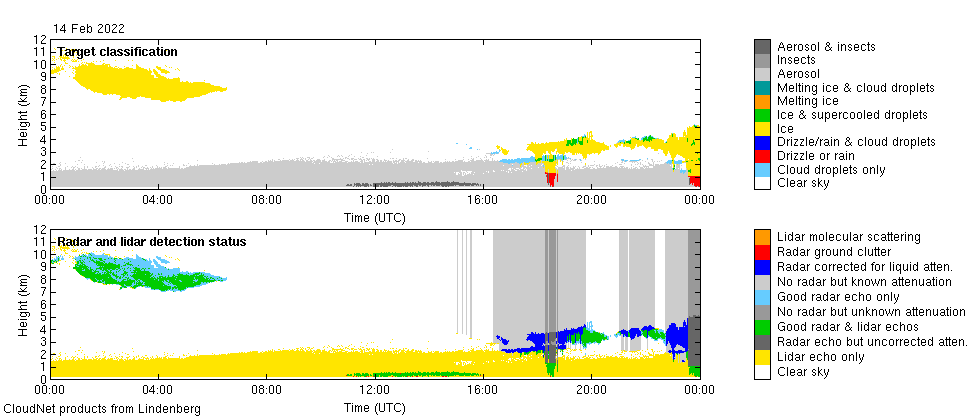 14 Feb 2022
Target classification
12
11
10
9
8
7
6
5
4
3
2
1
0
Height (km)
00:00 04:00 08:00 12:00 16:00 20:00 00:00
Time (UTC)
Aerosol & insects
Insects
Aerosol
Melting ice & cloud droplets
Melting ice
Ice & supercooled droplets
Ice
Drizzle/rain & cloud droplets
Drizzle or rain
Cloud droplets only
Clear sky
Radar and lidar detection status
12
11
10
9
8
7
6
5
4
3
2
1
0
Height (km)
00:00 04:00 08:00 12:00 16:00 20:00 00:00
Time (UTC)
Lidar molecular scattering
Radar ground clutter
Radar corrected for liquid atten.
No radar but known attenuation
Good radar echo only
No radar but unknown attenuation
Good radar & lidar echos
Radar echo but uncorrected atten.
Lidar echo only
Clear sky
CloudNet products from Lindenberg